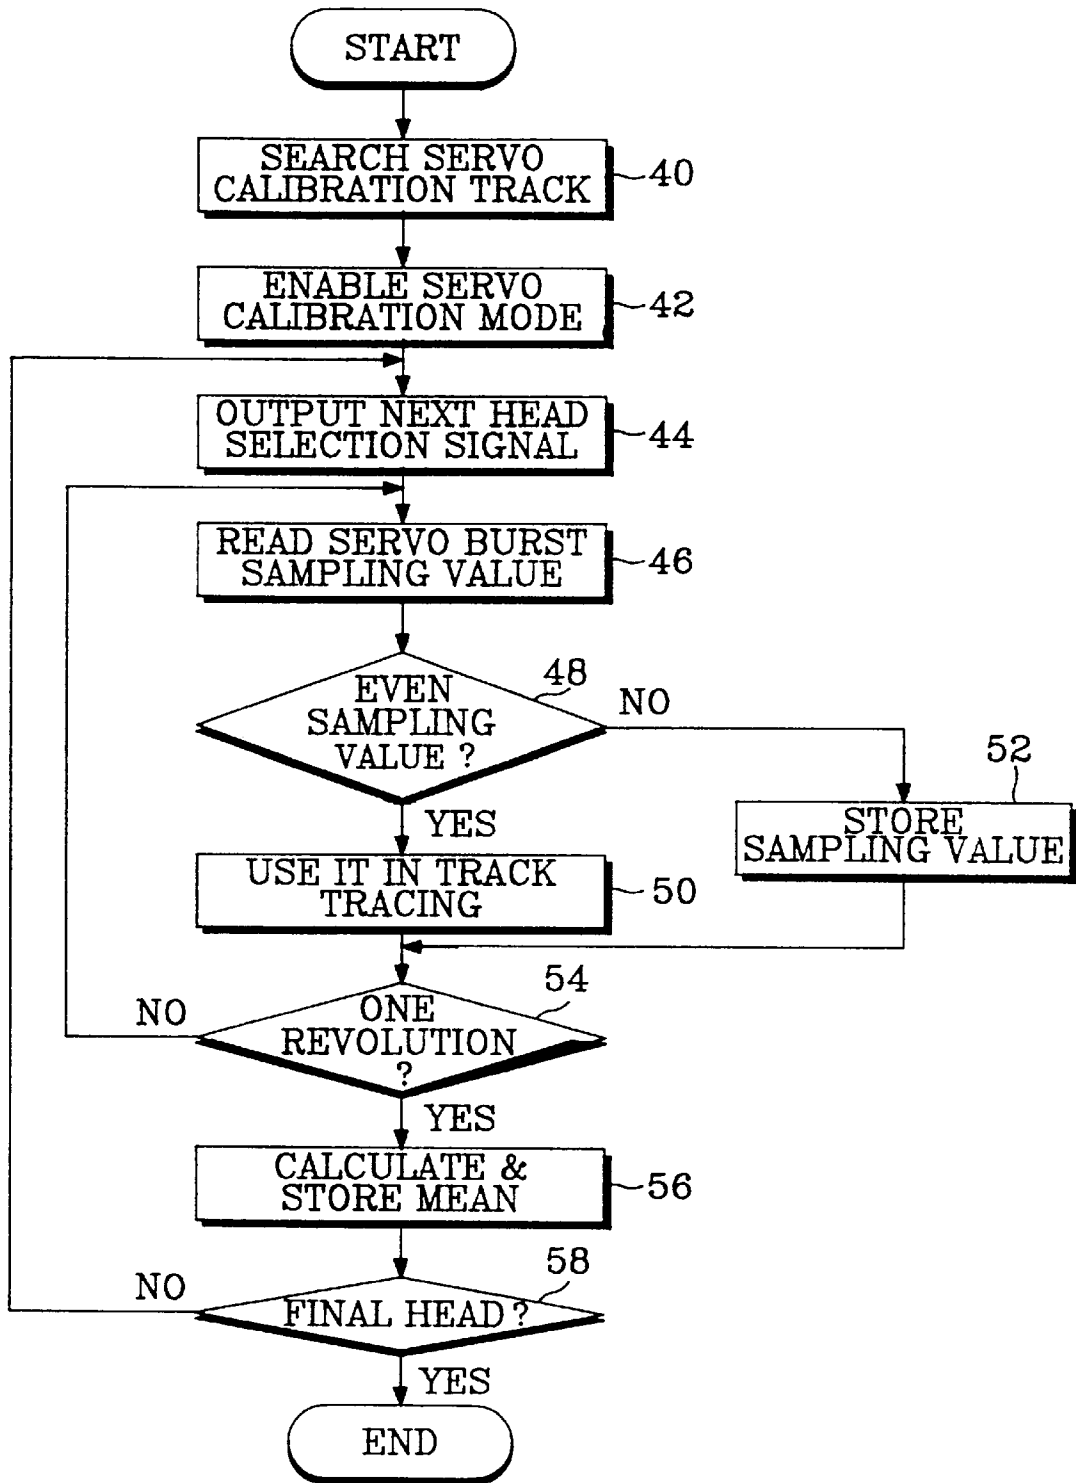 START
SEARCH SERVO
CALIBRATION TRACK
40
ENABLE SERVO
CALIBRATION MODE
42
OUTPUT NEXT HEAD
SELECTION SIGNAL
44
READ SERVO BURST
SAMPLING VALUE
46
EVEN
SAMPLING
VALUE ?
48
NO
YES
52
STORE
SAMPLING VALUE
USE IT IN TRACK
TRACING
50
ONE
REVOLUTION
?
54
NO
YES
CALCULATE &
STORE MEAN
56
FINAL HEAD ?
58
NO
YES
END